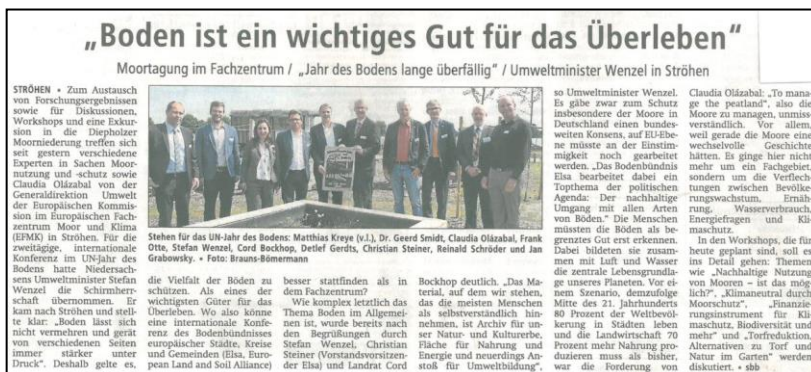 „Boden ist ein wichtiges Gut für das Überleben“
Moortagung im Fachzentrum / „Jahr des Bodens lange überfällig“ / Umweltminister Wenzel in Ströhen
STRÖHEN • Zum Austausch
von Forschungsergebnissen
sowie für Diskussionen,
Workshops und eine Exkur-
sion in die Diepholzer
Moorniederung treffen sich
seit gestern verschiedene
Experten in Sachen Moor-
nutzung und -schutz sowie
Claudia Olázabal von der
Generaldirektion Umwelt
der Europäischen Kommis-
sion im Europäischen Fach-
zentrum Moor und Klima
(EFMK) in Ströhen. Für die
zweitägige, internationale
Konferenz im UN-Jahr des
Bodens hatte Niedersach-
sens Umweltminister Stefan
Wenzel die Schirmherr-
schaft übernommen. Er
kam nach Ströhen und stell-
te klar: „Boden lässt sich
nicht vermehren und gerät
von verschiedenen Seiten
immer stärker unter
Druck“. Deshalb gelte es,
Stehen für das UN-Jahr des Bodens: Matthias Kreye (v.l.), Dr. Geerd Smidt, Claudia Olázabal, Frank
Otte, Stefan Wenzel, Cord Bockhop, Detlef Gerdts, Christian Steiner, Reinald Schröder und Jan
Grabowsky. • Foto: Brauns-Bömermann
die Vielfalt der Böden zu
schützen. Als eines der
wichtigsten Güter für das
Überleben. Wo also könne
eine internationale Konfe-
renz des Bodenbündnisses
europäischer Städte, Kreise
und Gemeinden (Elsa, Euro-
pean Land and Soil Alliance)
besser stattfinden als in
dem Fachzentrum?
Wie komplex letztlich das
Thema Boden im Allgemei-
nen ist, wurde bereits nach
den Begrüßungen durch
Stefan Wenzel, Christian
Steiner (Vorstandsvorsitzen-
der Elsa) und Landrat Cord
Bockhop deutlich. „Das Ma-
terial, auf dem wir stehen,
das die meisten Menschen
als selbstverständlich hin-
nehmen, ist Archiv für un-
ser Natur- und Kulturerbe,
Fläche für Nahrung und
Energie und neuerdings An-
stoß für Umweltbildung“,
so Umweltminister Wenzel.
Es gäbe zwar zum Schutz
insbesondere der Moore in
Deutschland einen bundes-
weiten Konsens, auf EU-Ebe-
ne müsste an der Einstim-
migkeit noch gearbeitet
werden. „Das Bodenbündnis
Elsa bearbeitet dabei ein
Topthema der politischen
Agenda: Der nachhaltige
Umgang mit allen Arten
von Böden.“ Die Menschen
müssten die Böden als be-
grenztes Gut erst erkennen.
Dabei bildeten sie zusam-
men mit Luft und Wasser
die zentrale Lebensgrundla-
ge unseres Planeten. Vor ei-
nem Szenario, demzufolge
Mitte des 21. Jahrhunderts
80 Prozent der Weltbevöl-
kerung in Städten leben
und die Landwirtschaft 70
Prozent mehr Nahrung pro-
duzieren muss als bisher,
war die Forderung von
Claudia Olázabal: „To mana-
ge the peatland“, also die
Moore zu managen, unmiss-
verständlich. Vor allem,
weil gerade die Moore eine
wechselvolle Geschichte
hätten. Es ginge hier nicht
mehr um ein Fachgebiet,
sondern um die Verflech-
tungen zwischen Bevölke-
rungswachstum, Ernäh-
rung, Wasserverbrauch,
Energiefragen und Kli-
maschutz.
In den Workshops, die für
heute geplant sind, soll es
ins Detail gehen: Themen
wie „Nachhaltige Nutzung
von Mooren – ist das mög-
lich?“, „Klimaneutral durch
Moorschutz“, „Finanzie-
rungsinstrument für Kli-
maschutz, Biodiversität und
mehr“ und „Torfreduktion,
Alternativen zu Torf und
Natur im Garten“ werden
diskutiert. • sbb